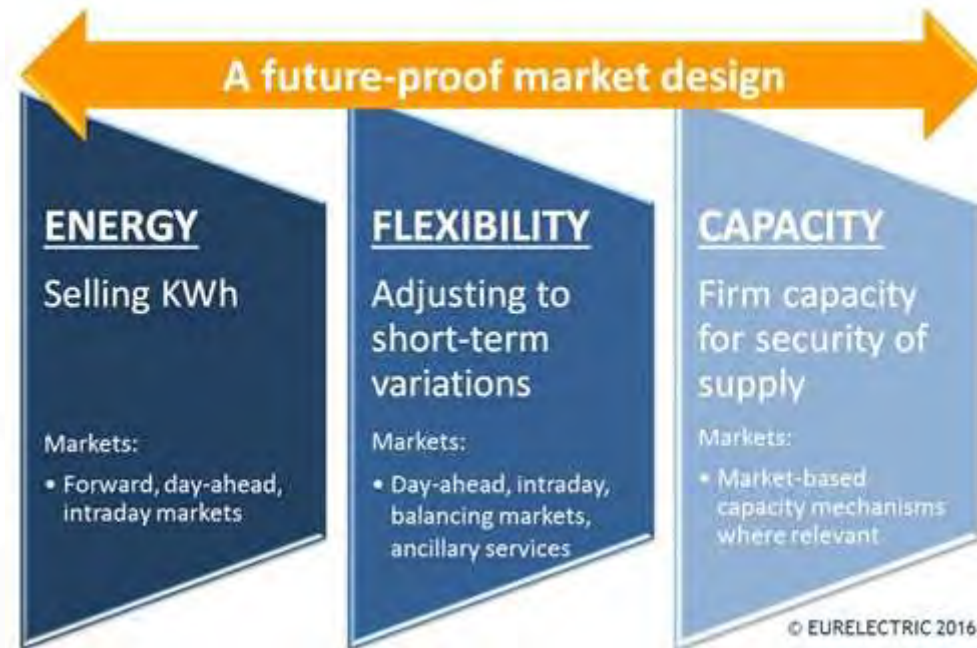 A future-proof market design
ENERGY
Selling KWh
Markets:
• Forward, day-ahead,
intraday markets
FLEXIBILITY
Adjusting to
short-term
variations
Markets:
• Day-ahead, intraday,
balancing markets,
ancillary services
CAPACITY
Firm capacity
for security of
supply
Markets:
• Market-based
capacity mechanisms
where relevant
© EURELECTRIC 2016